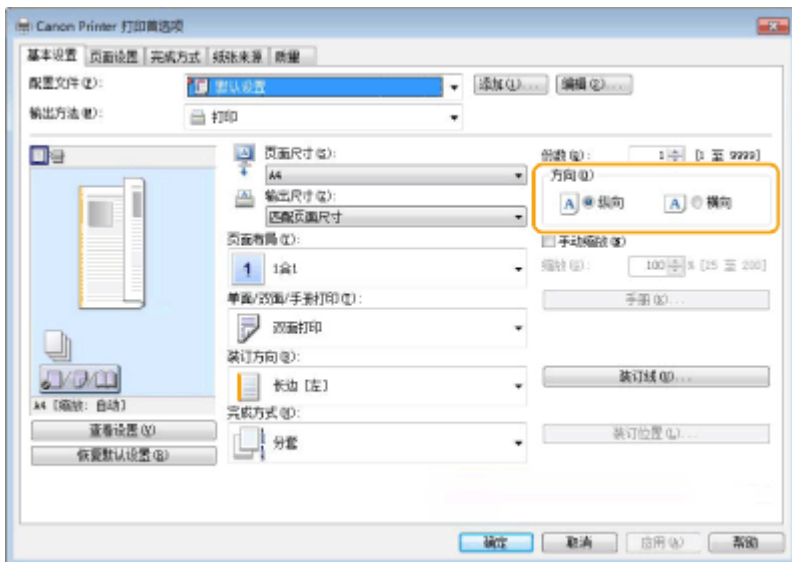 Canon Printer 打印首选项
基本设置 页面设置 完成方式 纸张来源 质量
配置文件(F): 默认设置 添加(1)... 编辑(2)...
输出方法(M): 打印
页面尺寸(S): 份数(Q): 1 [1 至 9999]
A4 方向(O)
输出尺寸(Z): A 纵向 A 横向
匹配页面尺寸
页面布局(Y): 手动缩放(N)
1 1合1 缩放(G): 100 % [25 至 200]
单面/双面/手册打印(T): 手册(K)...
双面打印
装订方向(B):
长边 [左] 装订线(W)...
A4 [缩放: 自动] 完成方式(H):
查看设置(V) 分套 装订位置(L)...
恢复默认设置(R)
确定 取消 应用(A) 帮助